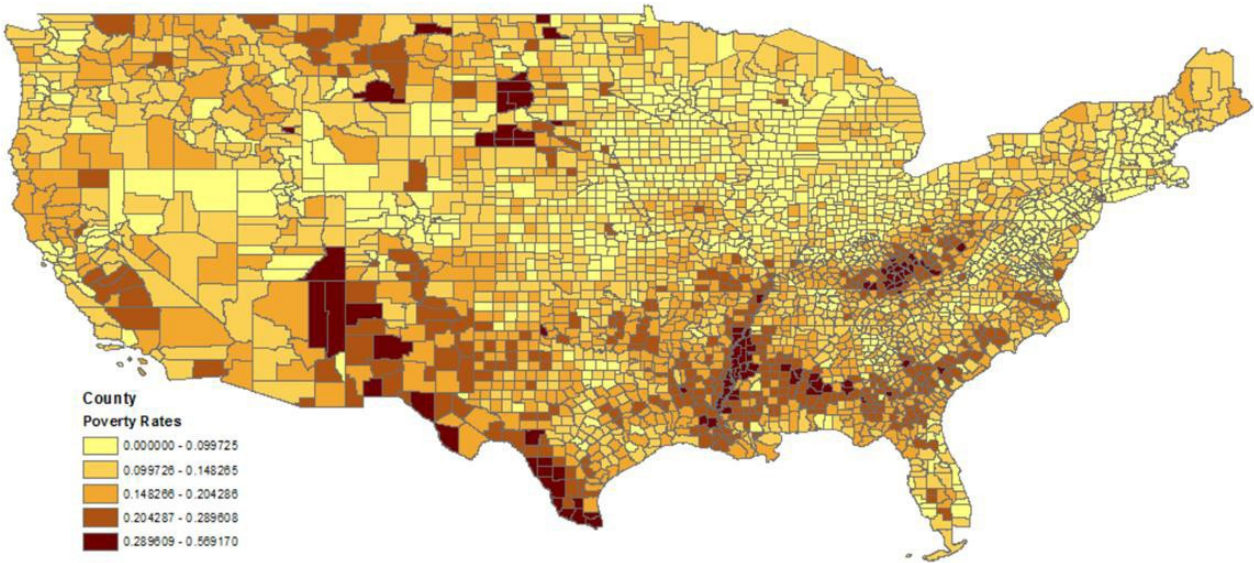 County
Poverty Rates
0.000000 - 0.099725
0.099726 - 0.148265
0.148266 - 0.204286
0.204287 - 0.289608
0.289609 - 0.569170